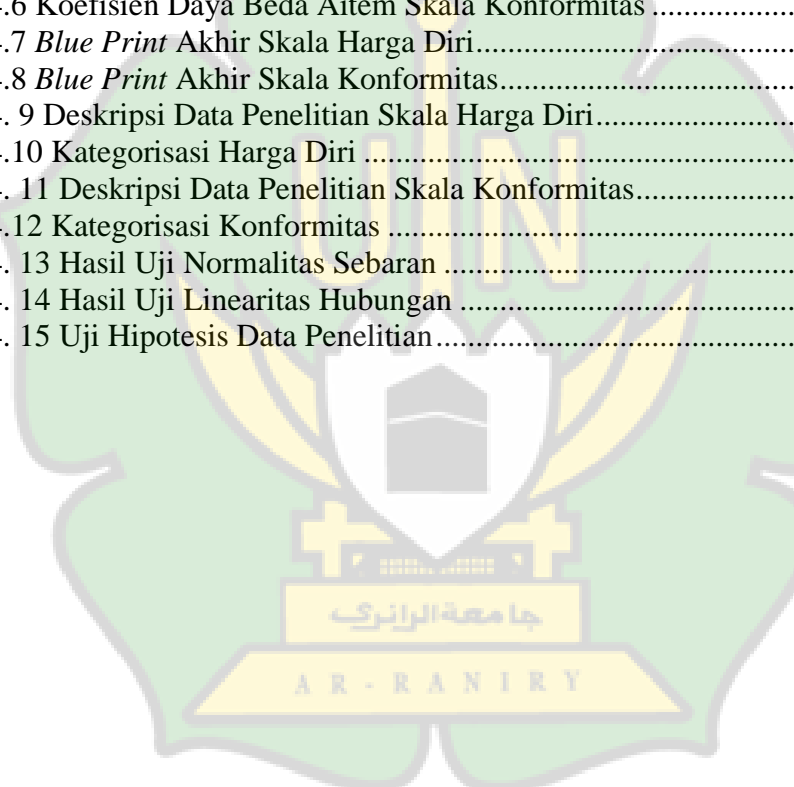 .6 Koefisien Daya Beda Aitem Skala Konformitas ....................
.7 Blue Print Akhir Skala Harga Diri..........................................
.8 Blue Print Akhir Skala Konformitas.......................................
. 9 Deskripsi Data Penelitian Skala Harga Diri..........................
.10 Kategorisasi Harga Diri ........................................................
. 11 Deskripsi Data Penelitian Skala Konformitas.....................
.12 Kategorisasi Konformitas .....................................................
. 13 Hasil Uji Normalitas Sebaran .............................................
. 14 Hasil Uji Linearitas Hubungan ...........................................
. 15 Uji Hipotesis Data Penelitian...............................................
UIN
جامعة الرانري
AR-RANIRY